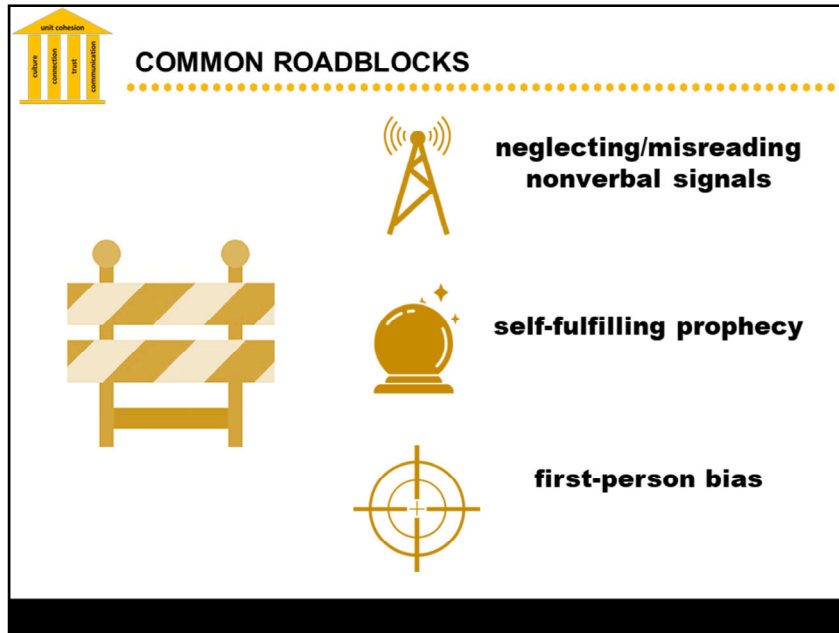 unit cohesion
culture
connection
trust
communication
COMMON ROADBLOCKS
neglecting/misreading
nonverbal signals
self-fulfilling prophecy
first-person bias